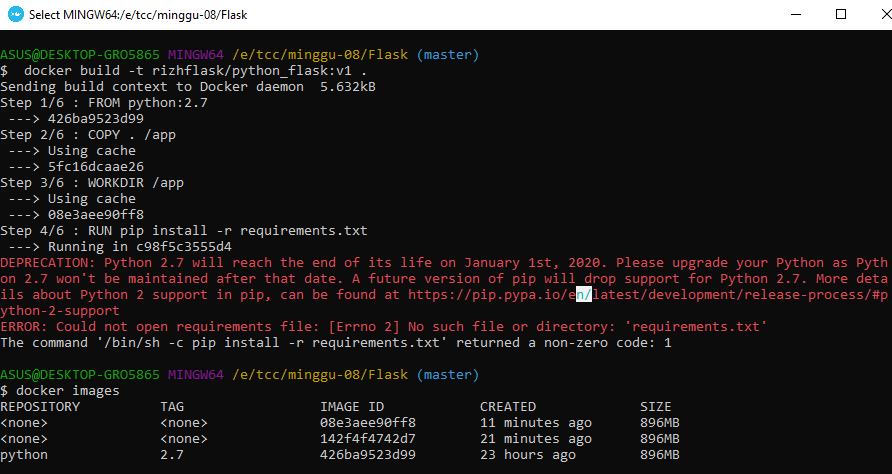 Select MINGW64:/e/tcc/minggu-08/Flask
ASUS@DESKTOP-GRO5865 MINGW64 /e/tcc/minggu-08/Flask (master)
$  docker build -t rizhflask/python_flask:v1 .
Sending build context to Docker daemon  5.632kB
Step 1/6 : FROM python:2.7
 ---> 426ba9523d99
Step 2/6 : COPY . /app
 ---> Using cache
 ---> 5fc16dcaae26
Step 3/6 : WORKDIR /app
 ---> Using cache
 ---> 08e3aee90ff8
Step 4/6 : RUN pip install -r requirements.txt
 ---> Running in c98f5c3555d4
DEPRECATION: Python 2.7 will reach the end of its life on January 1st, 2020. Please upgrade your Python as Pyth
on 2.7 won't be maintained after that date. A future version of pip will drop support for Python 2.7. More deta
ils about Python 2 support in pip, can be found at https://pip.pypa.io/en/latest/development/release-process/#p
ython-2-support
ERROR: Could not open requirements file: [Errno 2] No such file or directory: 'requirements.txt'
The command '/bin/sh -c pip install -r requirements.txt' returned a non-zero code: 1
ASUS@DESKTOP-GRO5865 MINGW64 /e/tcc/minggu-08/Flask (master)
$ docker images
REPOSITORY          TAG                 IMAGE ID            CREATED             SIZE
<none>              <none>              08e3aee90ff8        11 minutes ago      896MB
<none>              <none>              142f4f4742d7        21 minutes ago      896MB
python              2.7                 426ba9523d99        23 hours ago        896MB